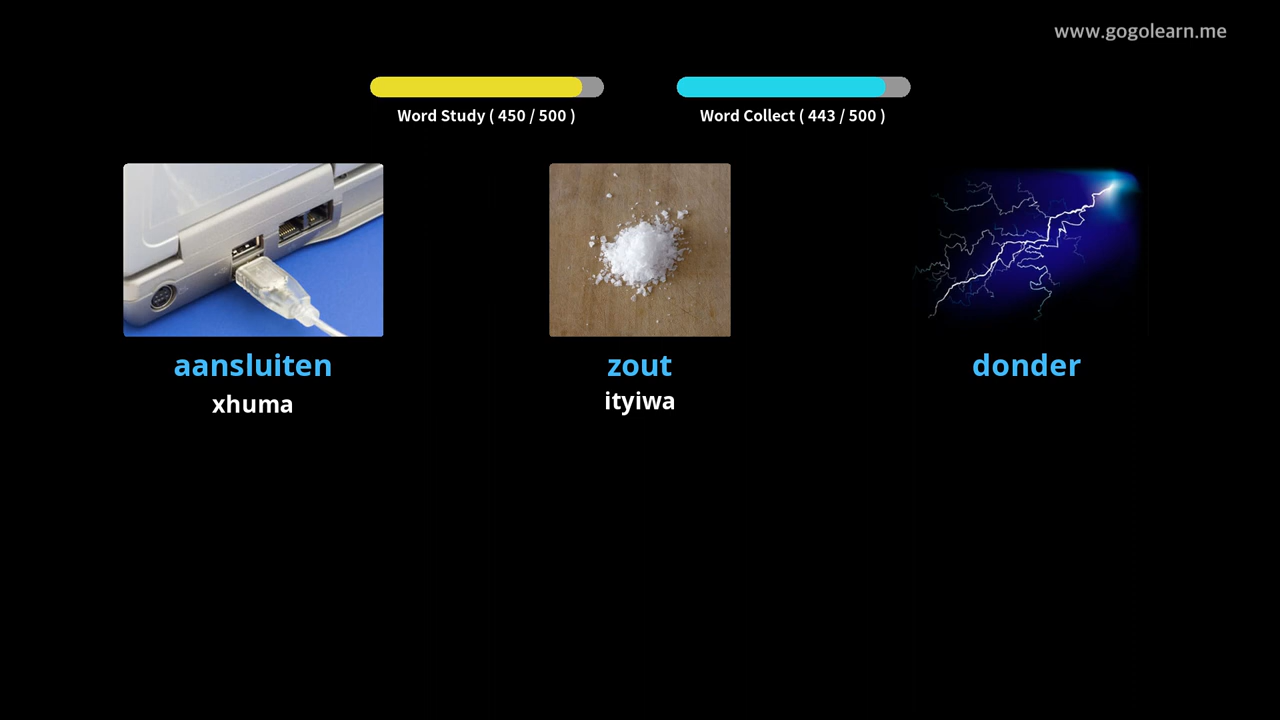 www.gogolearn.me
Word Study ( 450 / 500 )
Word Collect ( 443 / 500 )
aansluiten
xhuma
zout
ityiwa
donder